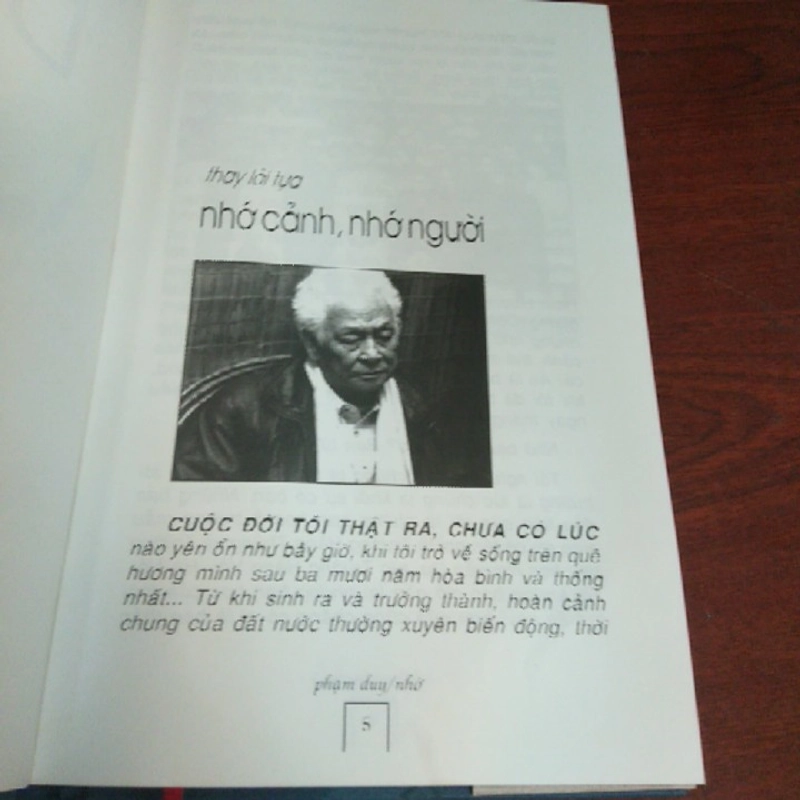 thay lời tựa
nhớ cảnh, nhớ người
CUỘC ĐỜI TÔI THẬT RA, CHƯA CÓ LÚC
nào yên ổn như bây giờ, khi tôi trở về sống trên quê
hương mình sau ba mươi năm hòa bình và thống
nhất... Từ khi sinh ra và trưởng thành, hoàn cảnh
chung của đất nước thường xuyên biến động, thời
phạm duy/nhớ
5